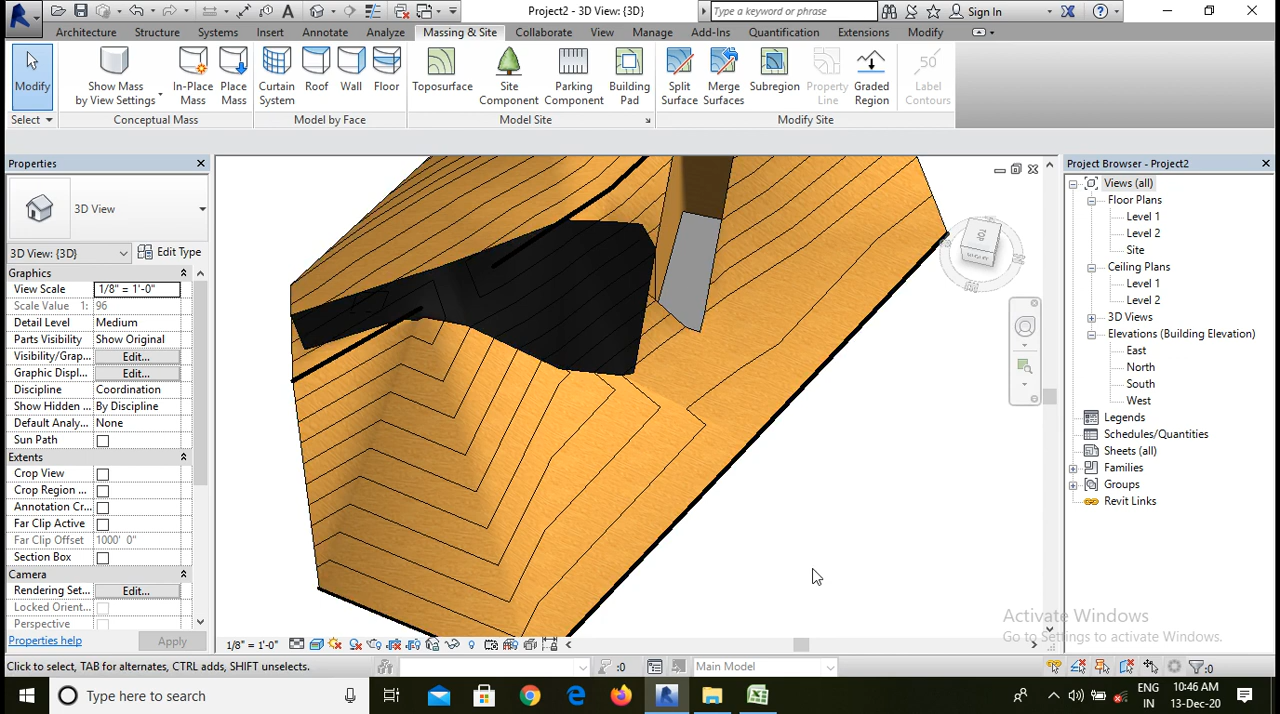 Project2 - 3D View: {3D}
Type a keyword or phrase
Sign In
Architecture Structure Systems Insert Annotate Analyze Massing & Site Collaborate View Manage Add-Ins Quantification Extensions Modify
Modify
Show Mass by View Settings
In-Place Mass
Place Mass
Curtain System
Roof
Wall
Floor
Toposurface
Site Component
Parking Component
Building Pad
Split Surface
Merge Surfaces
Subregion
Property Line
Graded Region
50
Label Contours
Select
Conceptual Mass
Model by Face
Model Site
Modify Site
Properties
3D View
3D View: {3D}
Edit Type
Graphics
View Scale 1/8" = 1'-0"
Scale Value 1: 96
Detail Level Medium
Parts Visibility Show Original
Visibility/Grap... Edit...
Graphic Displ... Edit...
Discipline Coordination
Show Hidden ... By Discipline
Default Analy... None
Sun Path
Extents
Crop View
Crop Region ...
Annotation Cr...
Far Clip Active
Far Clip Offset 1000' 0"
Section Box
Camera
Rendering Set... Edit...
Locked Orient...
Perspective
Properties help
Apply
TOP
Project Browser - Project2
Views (all)
Floor Plans
Level 1
Level 2
Site
Ceiling Plans
Level 1
Level 2
3D Views
Elevations (Building Elevation)
East
North
South
West
Legends
Schedules/Quantities
Sheets (all)
Families
Groups
Revit Links
Activate Windows
Go to Settings to activate Windows.
1/8" = 1'-0"
Click to select, TAB for alternates, CTRL adds, SHIFT unselects.
:0
Main Model
:0
Type here to search
ENG
IN
10:46 AM
13-Dec-20